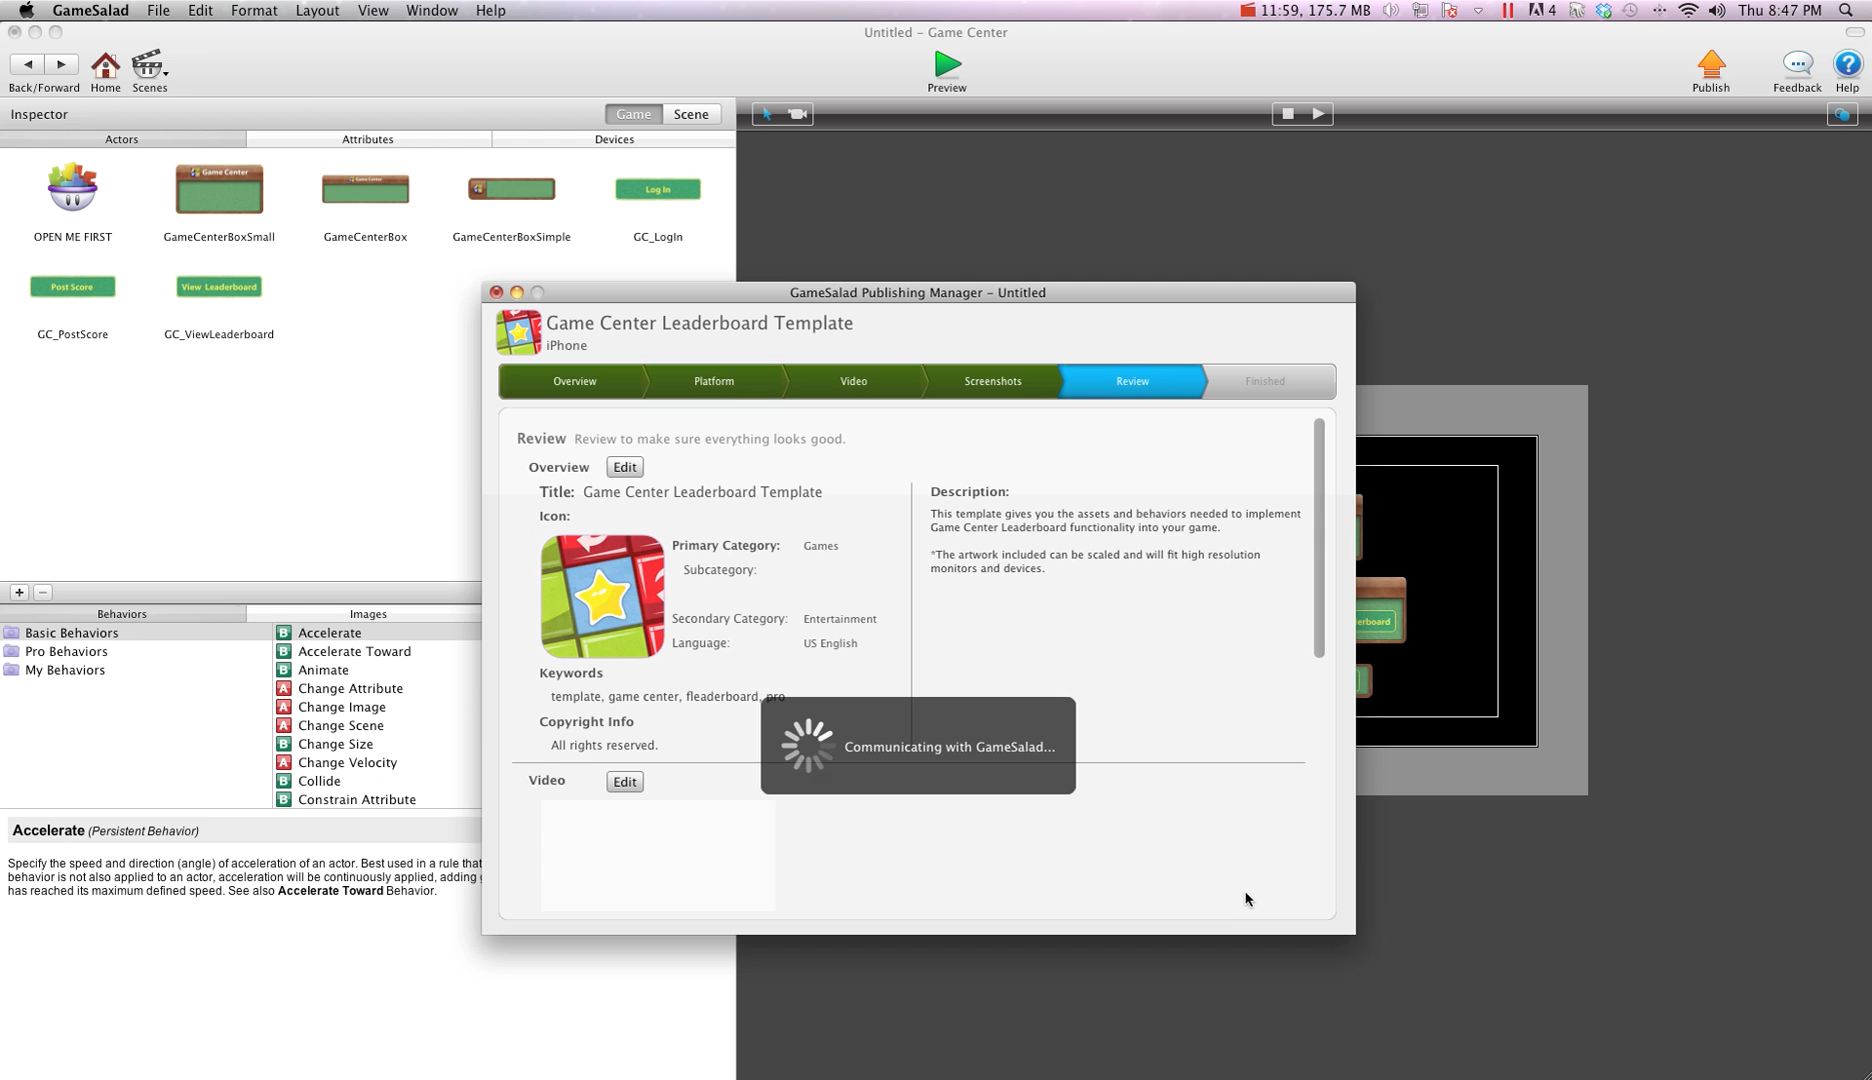 GameSalad File Edit Format Layout View Window Help 11:59, 175.7 MB 4 Thu 8:47 PM
Untitled – Game Center
Back/Forward Home Scenes Preview Publish Feedback Help
Inspector Game Scene
Actors Attributes Devices
Game Center Game Center Log In
OPEN ME FIRST GameCenterBoxSmall GameCenterBox GameCenterBoxSimple GC_LogIn
Post Score View Leaderboard
GC_PostScore GC_ViewLeaderboard
GameSalad Publishing Manager – Untitled
Game Center Leaderboard Template
iPhone
Overview Platform Video Screenshots Review Finished
Review Review to make sure everything looks good.
Overview Edit
Title: Game Center Leaderboard Template
Icon:
Primary Category: Games
Subcategory:
Secondary Category: Entertainment
Language: US English
Keywords
template, game center, fleaderboard, pro
Copyright Info
All rights reserved.
Description:
This template gives you the assets and behaviors needed to implement
Game Center Leaderboard functionality into your game.
*The artwork included can be scaled and will fit high resolution
monitors and devices.
Communicating with GameSalad...
Video Edit
+ −
Behaviors Images
Basic Behaviors
Pro Behaviors
My Behaviors
B Accelerate
B Accelerate Toward
B Animate
A Change Attribute
A Change Image
A Change Scene
B Change Size
A Change Velocity
B Collide
B Constrain Attribute
Accelerate (Persistent Behavior)
Specify the speed and direction (angle) of acceleration of an actor. Best used in a rule that
behavior is not also applied to an actor, acceleration will be continuously applied, adding
has reached its maximum defined speed. See also Accelerate Toward Behavior.